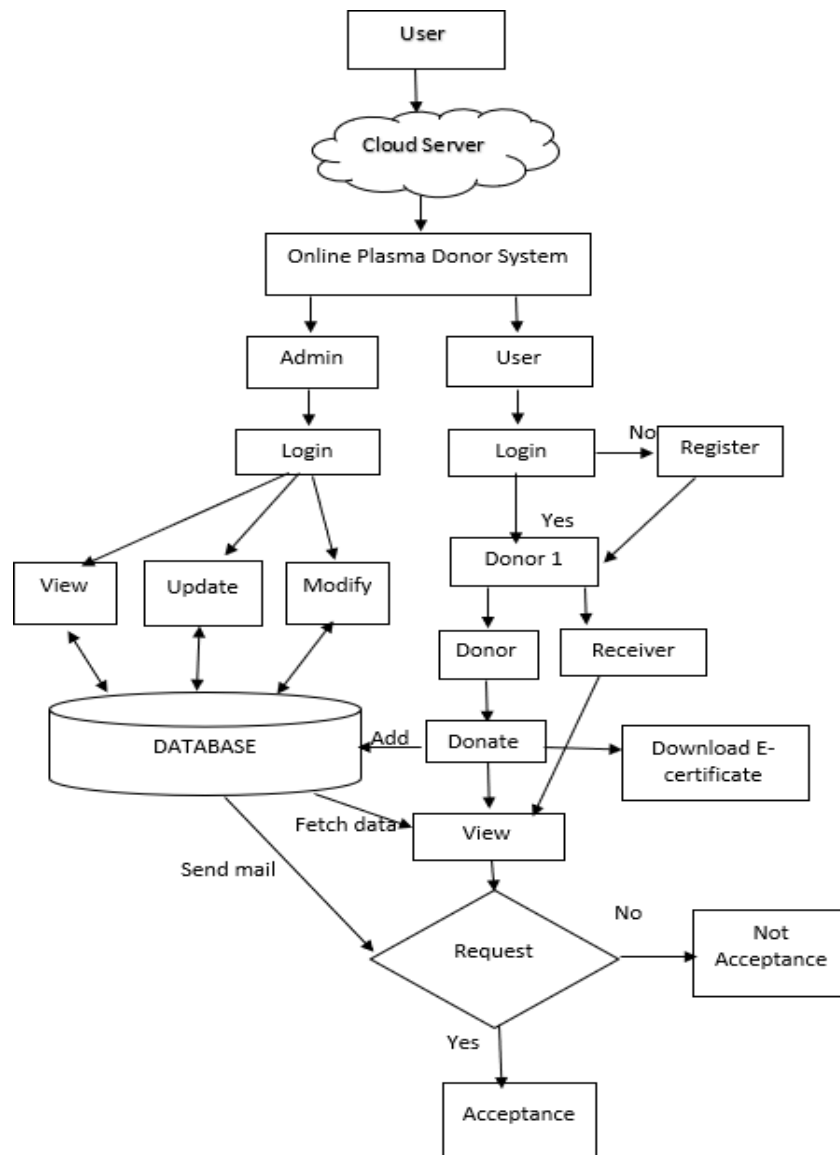 User
Cloud Server
Online Plasma Donor System
Admin
User
Login
Login
No
Register
Yes
Donor 1
View
Update
Modify
Donor
Receiver
DATABASE
Add
Donate
Download E-
certificate
Fetch data
View
Send mail
Request
No
Not
Acceptance
Yes
Acceptance